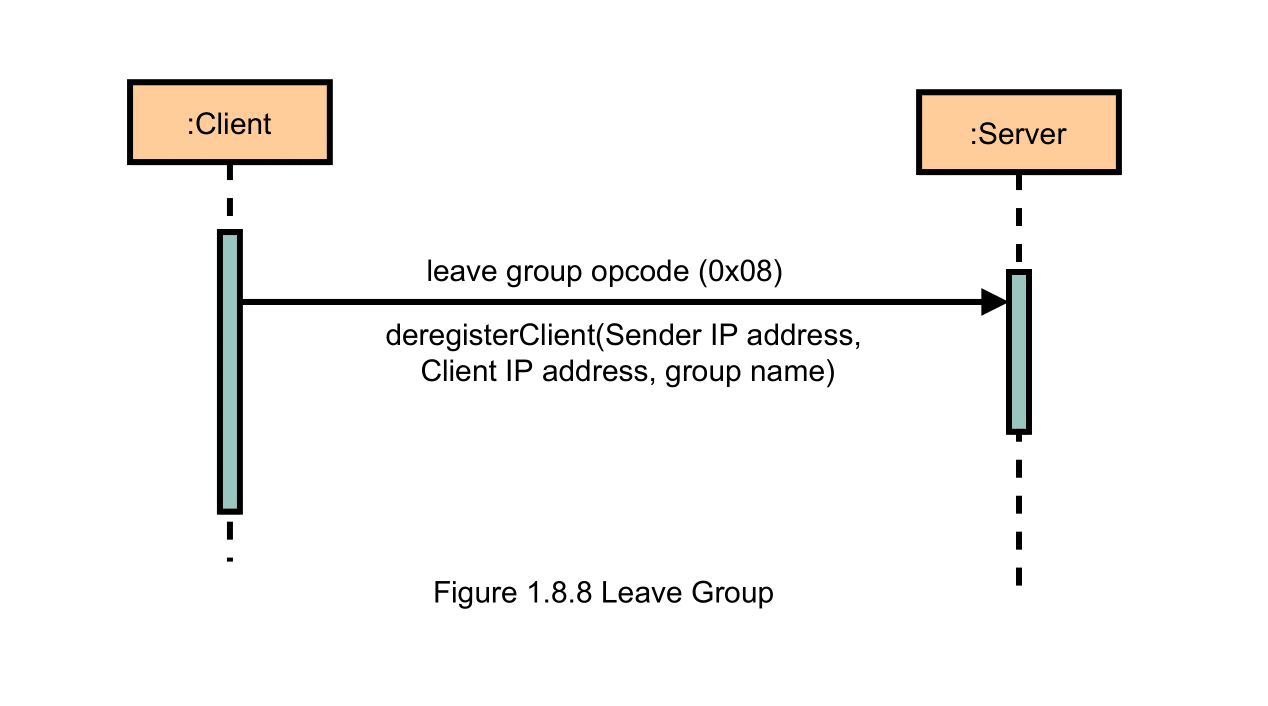 :Client
:Server
leave group opcode (0x08)
deregisterClient(Sender IP address,
Client IP address, group name)
Figure 1.8.8 Leave Group